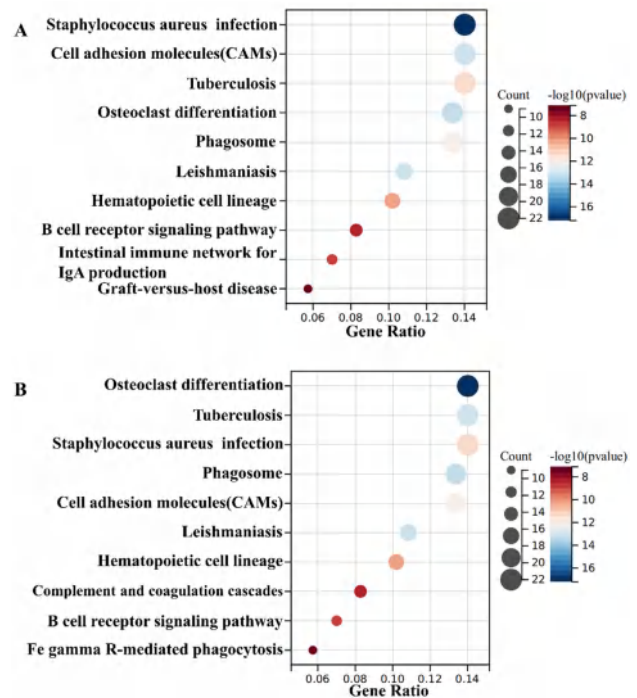 A
Staphylococcus aureus infection
Cell adhesion molecules(CAMs)
Tuberculosis
Osteoclast differentiation
Phagosome
Leishmaniasis
Hematopoietic cell lineage
B cell receptor signaling pathway
Intestinal immune network for
IgA production
Graft-versus-host disease
0.06 0.08 0.10 0.12 0.14
Gene Ratio
Count
10
12
14
16
18
20
22
-log10(pvalue)
8
10
12
14
16
B
Osteoclast differentiation
Tuberculosis
Staphylococcus aureus infection
Phagosome
Cell adhesion molecules(CAMs)
Leishmaniasis
Hematopoietic cell lineage
Complement and coagulation cascades
B cell receptor signaling pathway
Fe gamma R-mediated phagocytosis
0.06 0.08 0.10 0.12 0.14
Gene Ratio
Count
10
12
14
16
18
20
22
-log10(pvalue)
8
10
12
14
16